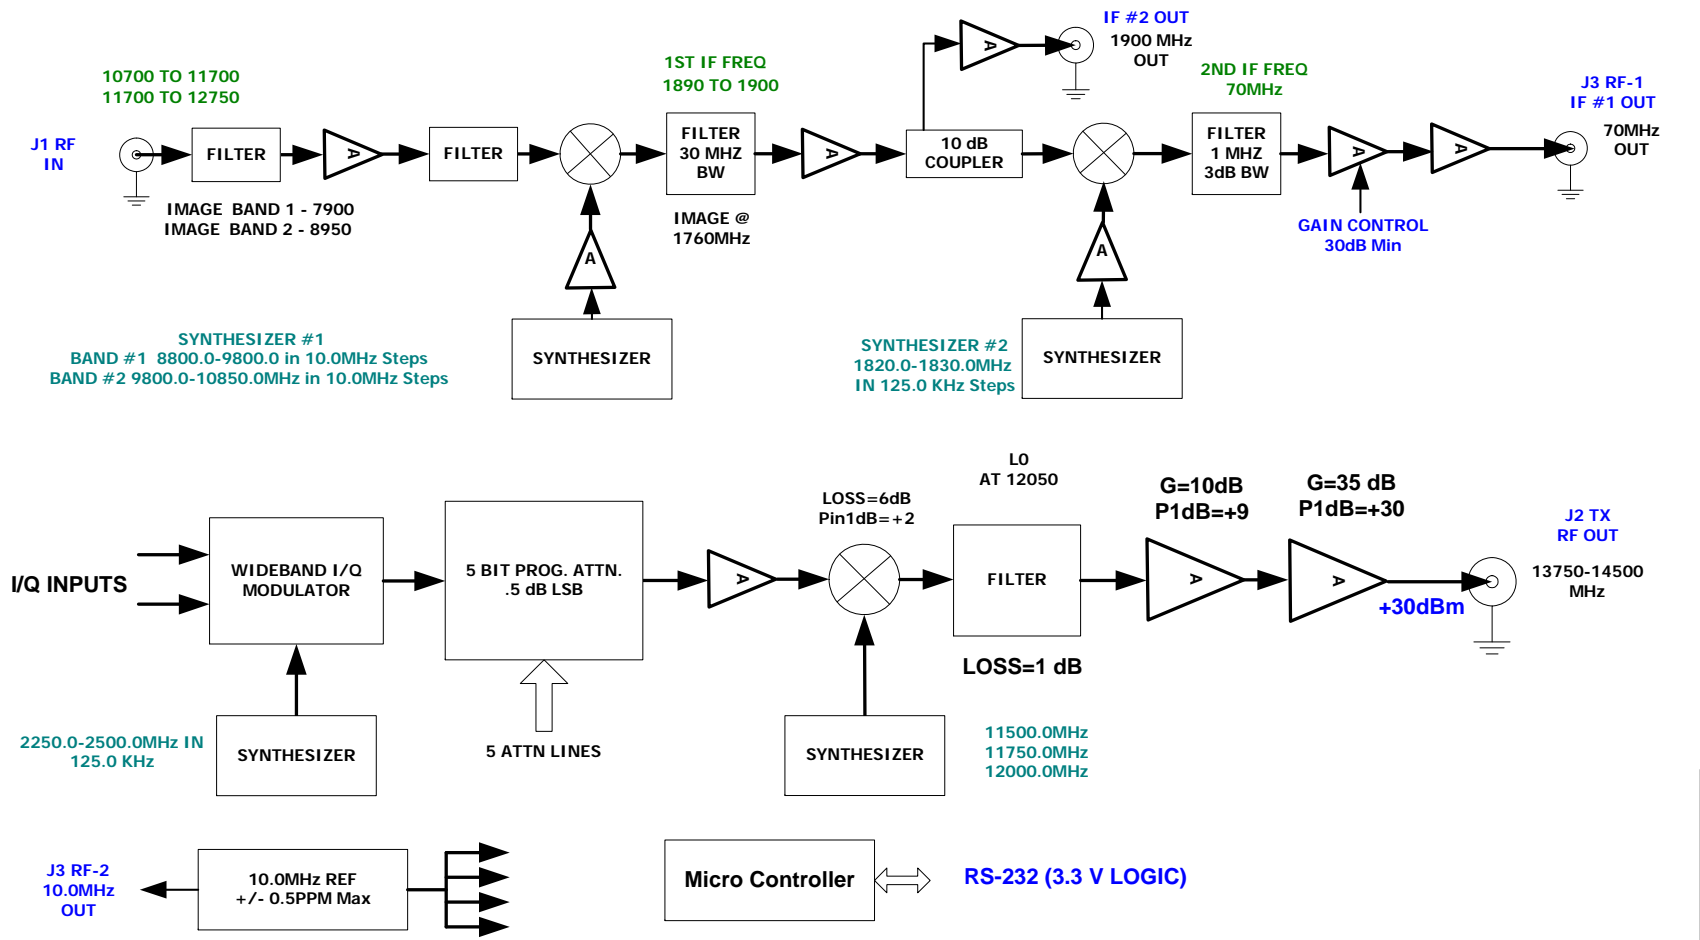 IF #2 OUT
1900 MHz
OUT
10700 TO 11700
11700 TO 12750
1ST IF FREQ
1890 TO 1900
2ND IF FREQ
70MHz
J3 RF-1
IF #1 OUT
70MHz
OUT
J1 RF
IN
FILTER
A
FILTER
FILTER
30 MHZ
BW
A
10 dB
COUPLER
A
FILTER
1 MHZ
3dB BW
A
A
IMAGE BAND 1 - 7900
IMAGE BAND 2 - 8950
IMAGE @
1760MHz
GAIN CONTROL
30dB Min
A
A
SYNTHESIZER #1
BAND #1 8800.0-9800.0 in 10.0MHz Steps
BAND #2 9800.0-10850.0MHz in 10.0MHz Steps
SYNTHESIZER
SYNTHESIZER #2
1820.0-1830.0MHz
IN 125.0 KHz Steps
SYNTHESIZER
I/Q INPUTS
WIDEBAND I/Q
MODULATOR
5 BIT PROG. ATTN.
.5 dB LSB
A
LOSS=6dB
Pin1dB=+2
L0
AT 12050
FILTER
LOSS=1 dB
G=10dB
P1dB=+9
A
G=35 dB
P1dB=+30
A
+30dBm
J2 TX
RF OUT
13750-14500
MHz
2250.0-2500.0MHz IN
125.0 KHz
SYNTHESIZER
5 ATTN LINES
SYNTHESIZER
11500.0MHz
11750.0MHz
12000.0MHz
J3 RF-2
10.0MHz
OUT
10.0MHz REF
+/- 0.5PPM Max
Micro Controller
RS-232 (3.3 V LOGIC)